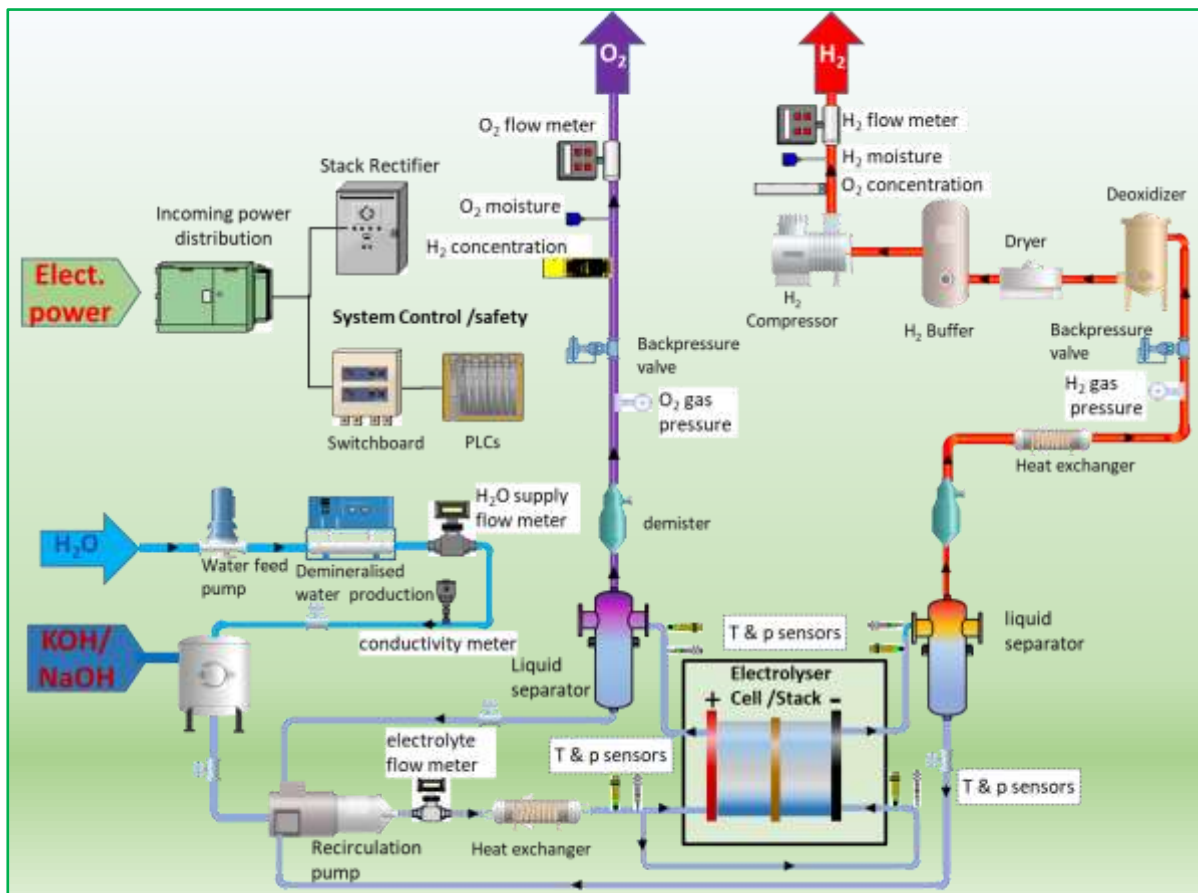 O₂
H₂
O₂ flow meter
H₂ flow meter
H₂ moisture
O₂ concentration
Stack Rectifier
Deoxidizer
Incoming power
distribution
O₂ moisture
H₂ concentration
Dryer
Elect.
power
H₂
Compressor
H₂ Buffer
System Control /safety
Backpressure
valve
Backpressure
valve
O₂ gas
pressure
H₂ gas
pressure
Switchboard
PLCs
Heat exchanger
H₂O supply
flow meter
demister
H₂O
Water feed
pump
Demineralised
water production
KOH/
NaOH
conductivity meter
Liquid
separator
T & p sensors
liquid
separator
Electrolyser
Cell /Stack
+
-
electrolyte
flow meter
T & p sensors
T & p sensors
Recirculation
pump
Heat exchanger